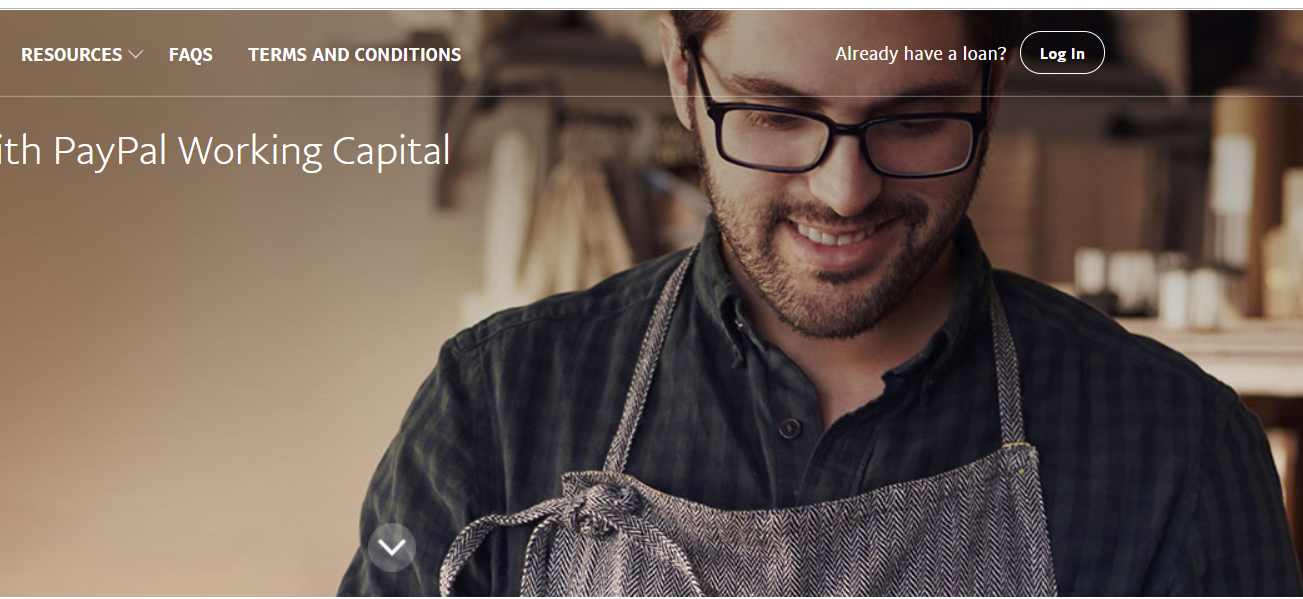 RESOURCES FAQS TERMS AND CONDITIONS Already have a loan? Log In
ith PayPal Working Capital